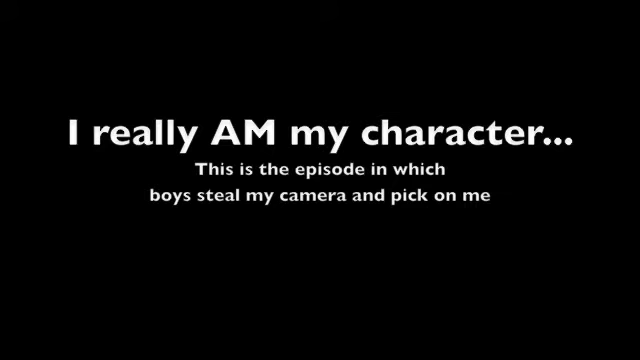 I really AM my character...
This is the episode in which
boys steal my camera and pick on me